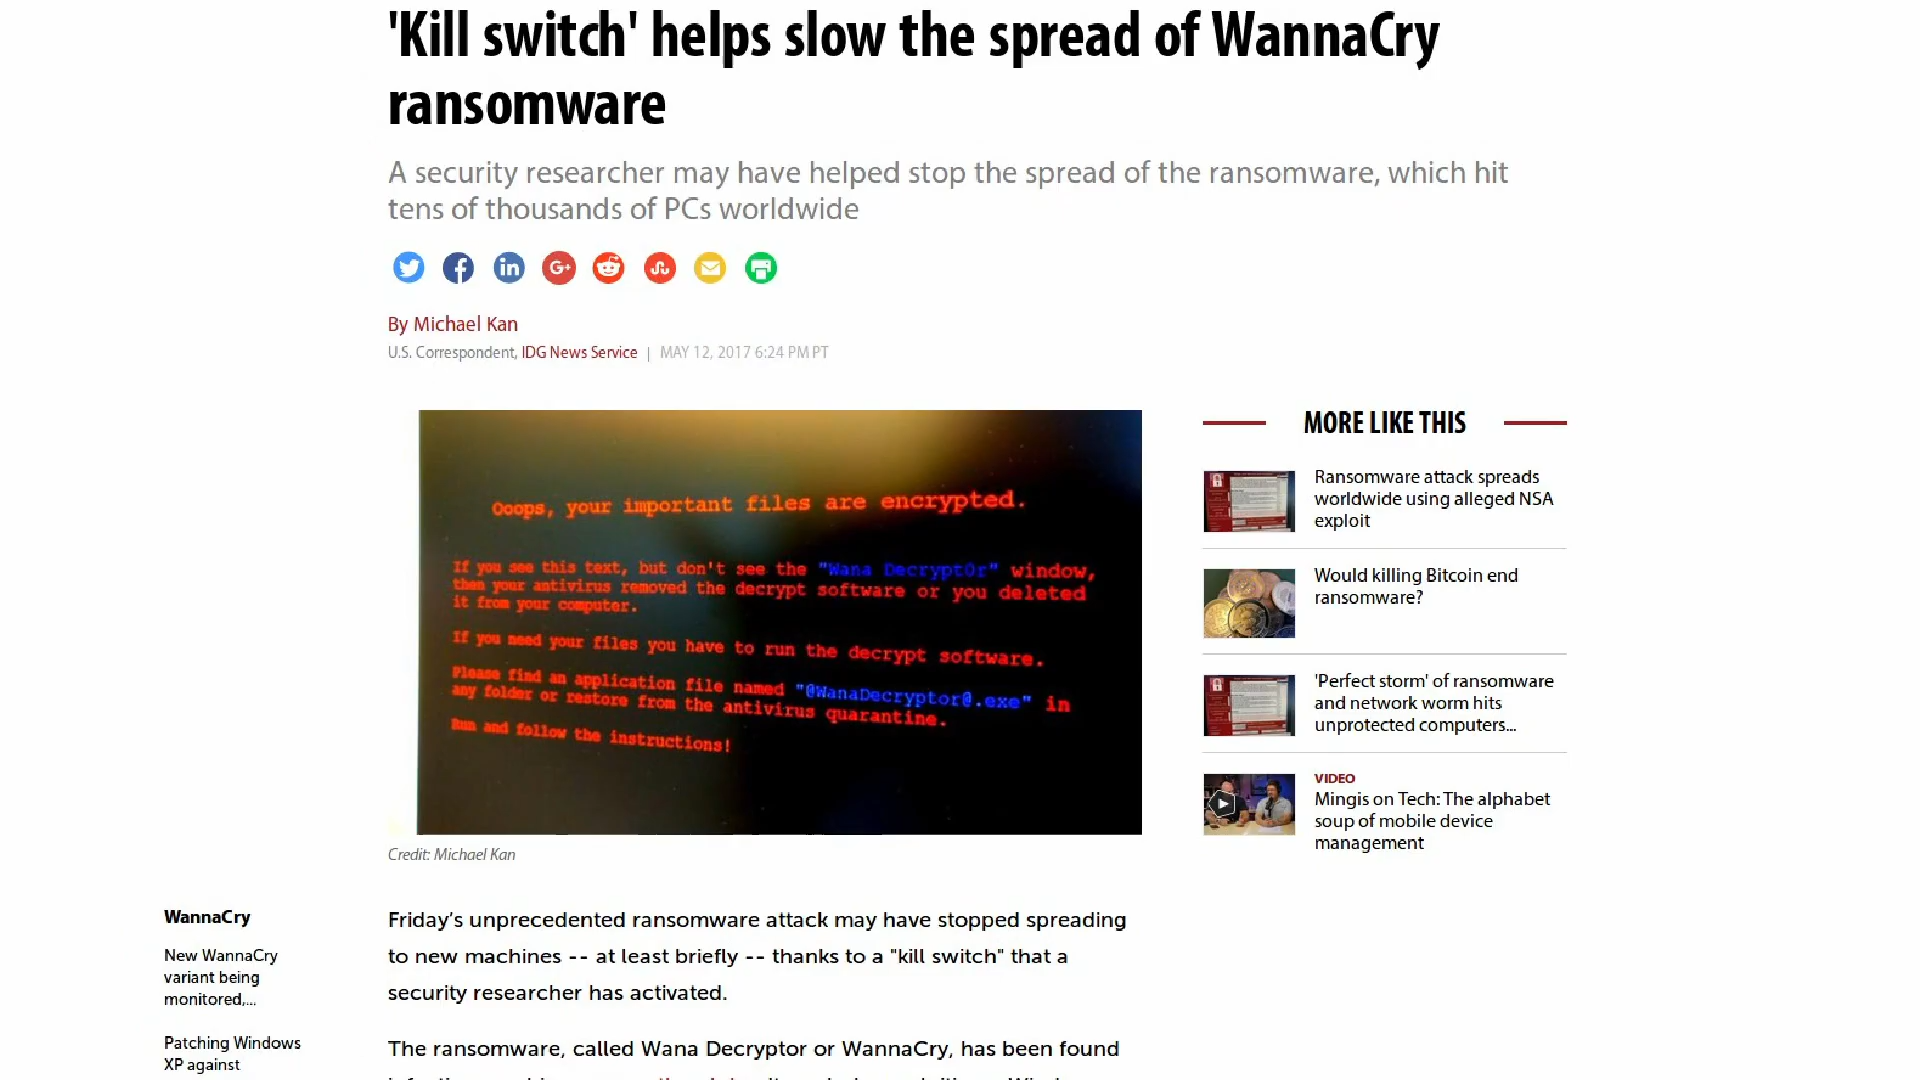 'Kill switch' helps slow the spread of WannaCry
ransomware
A security researcher may have helped stop the spread of the ransomware, which hit
tens of thousands of PCs worldwide
By Michael Kan
U.S. Correspondent, IDG News Service | MAY 12, 2017 6:24 PM PT
Ooops, your important files are encrypted.
If you see this text, but don't see the "Wana Decrypt0r" window,
then your antivirus removed the decrypt software or you deleted
it from your computer.
If you need your files you have to run the decrypt software.
Please find an application file named "@WanaDecryptor@.exe" in
any folder or restore from the antivirus quarantine.
Run and follow the instructions!
Credit: Michael Kan
MORE LIKE THIS
Ransomware attack spreads
worldwide using alleged NSA
exploit
Would killing Bitcoin end
ransomware?
'Perfect storm' of ransomware
and network worm hits
unprotected computers...
VIDEO
Mingis on Tech: The alphabet
soup of mobile device
management
WannaCry
New WannaCry
variant being
monitored,...
Patching Windows
XP against
Friday's unprecedented ransomware attack may have stopped spreading
to new machines -- at least briefly -- thanks to a "kill switch" that a
security researcher has activated.
The ransomware, called Wana Decryptor or WannaCry, has been found